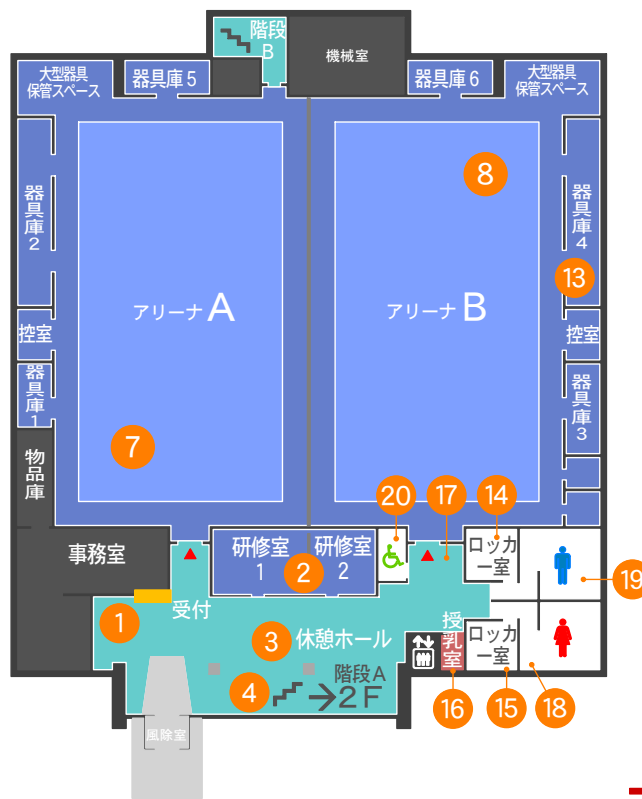 階段
B
機械室
大型器具
保管スペース
器具庫5
器具庫6
大型器具
保管スペース
8
器具庫2
器具庫4
13
アリーナA
アリーナB
控室
控室
器具庫1
器具庫3
7
物品庫
20
17
14
事務室
研修室
1
研修室
2
2
ロッカ
ー室
19
1
受付
3
休憩ホール
授乳室
ロッカ
ー室
4
階段A
→2F
16
15
18
風除室